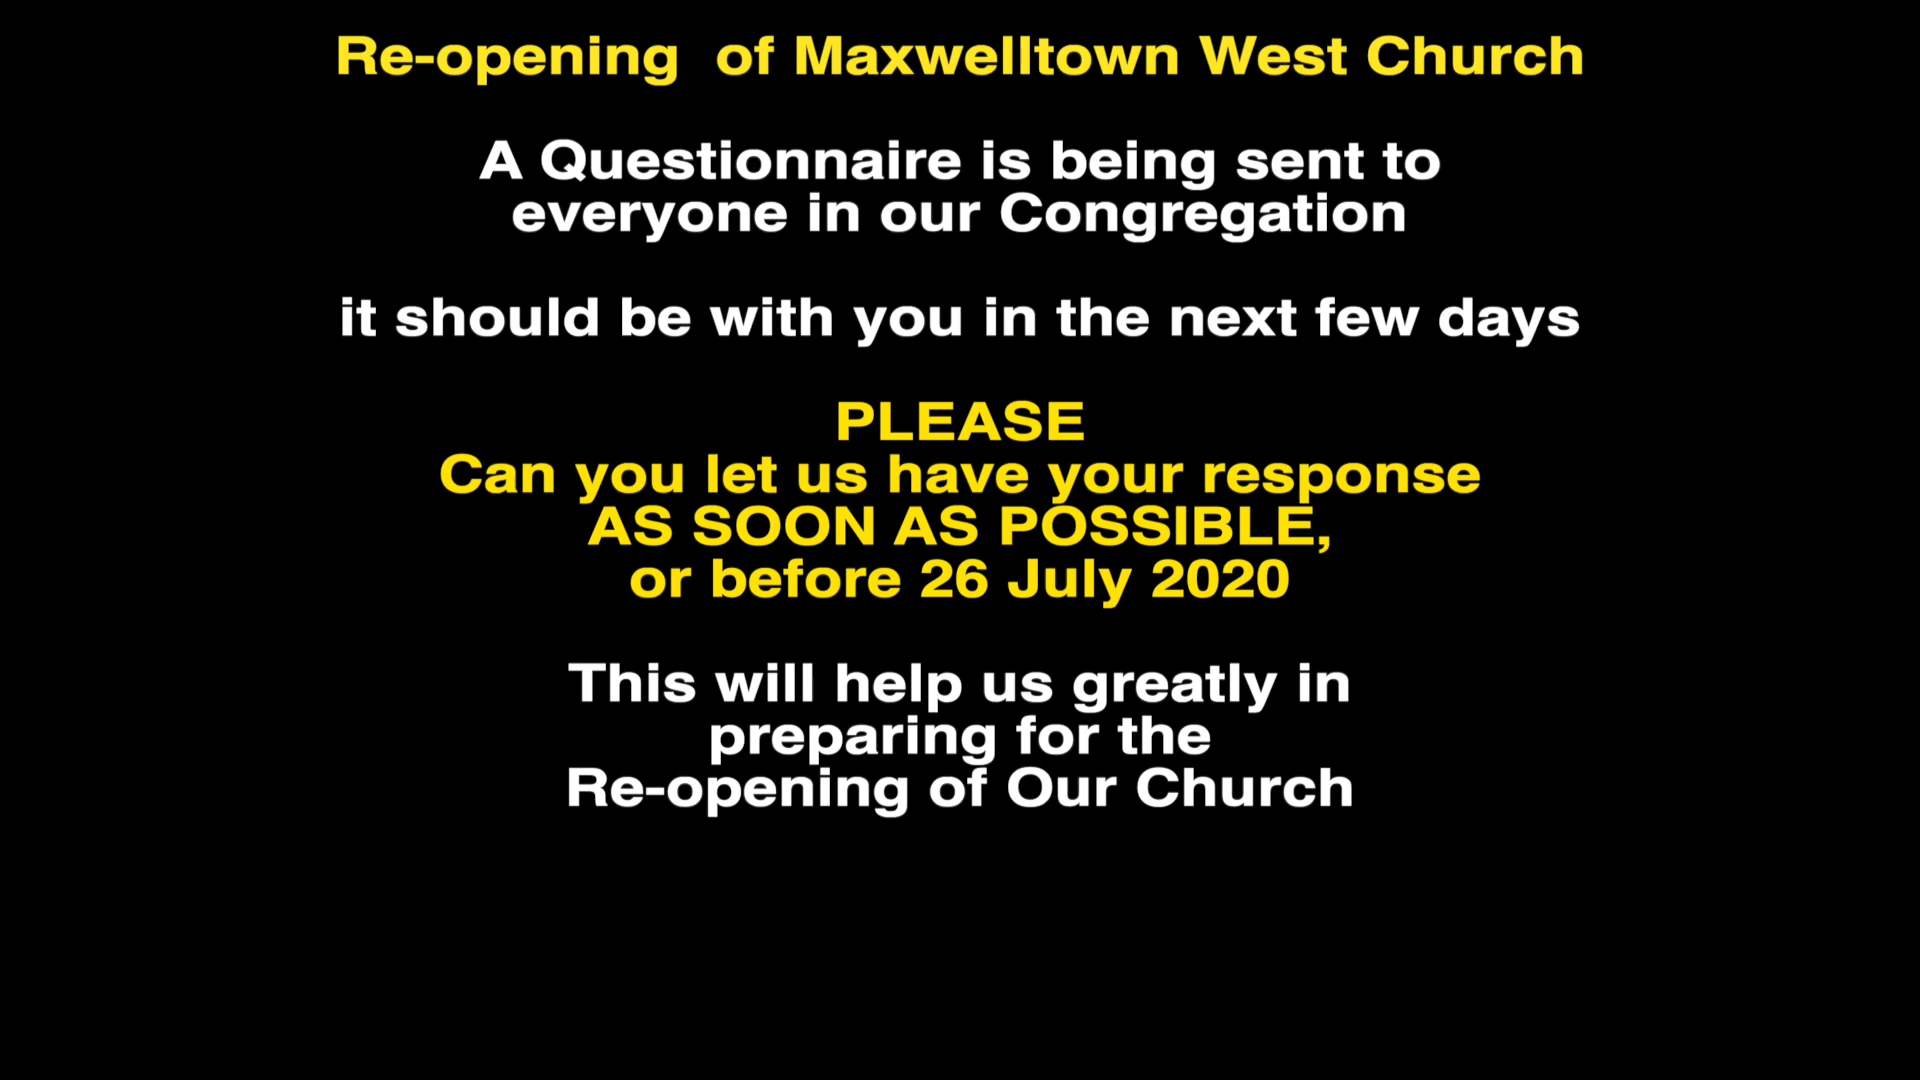 Re-opening  of Maxwelltown West Church
A Questionnaire is being sent to
everyone in our Congregation
it should be with you in the next few days
PLEASE
Can you let us have your response
AS SOON AS POSSIBLE,
or before 26 July 2020
This will help us greatly in
preparing for the
Re-opening of Our Church